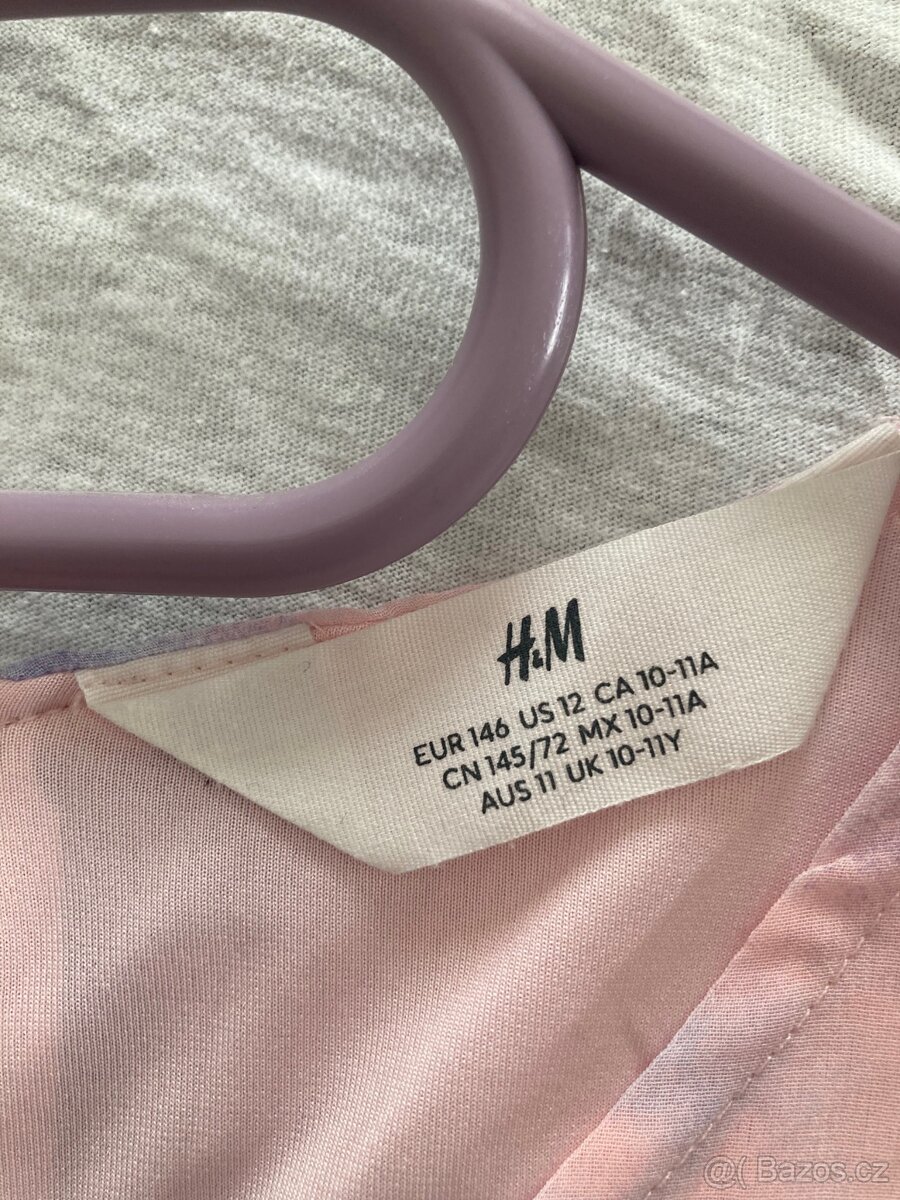 H&M
EUR 146 US 12 CA 10-11A
CN 145/72 MX 10-11A
AUS 11 UK 10-11Y
@( Bazos.cz